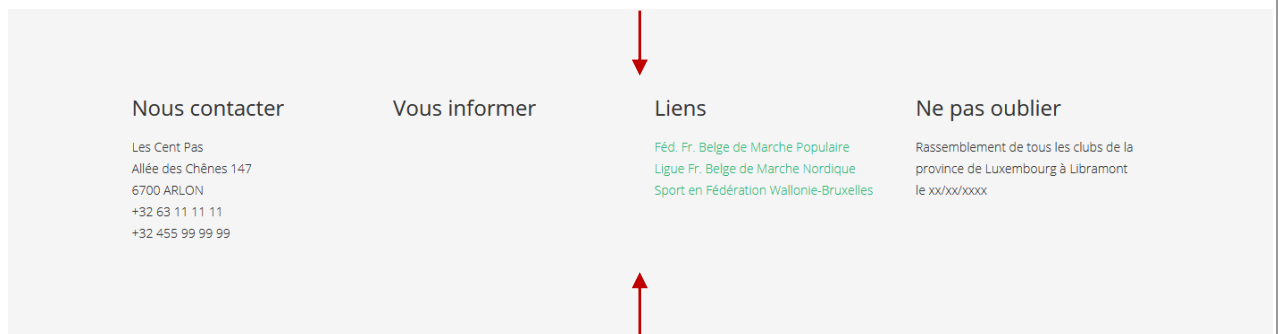 Nous contacter
Les Cent Pas
Allée des Chênes 147
6700 ARLON
+32 63 11 11 11
+32 455 99 99 99
Vous informer
Liens
Féd. Fr. Belge de Marche Populaire
Ligue Fr. Belge de Marche Nordique
Sport en Fédération Wallonie-Bruxelles
Ne pas oublier
Rassemblement de tous les clubs de la
province de Luxembourg à Libramont
le xx/xx/xxxx